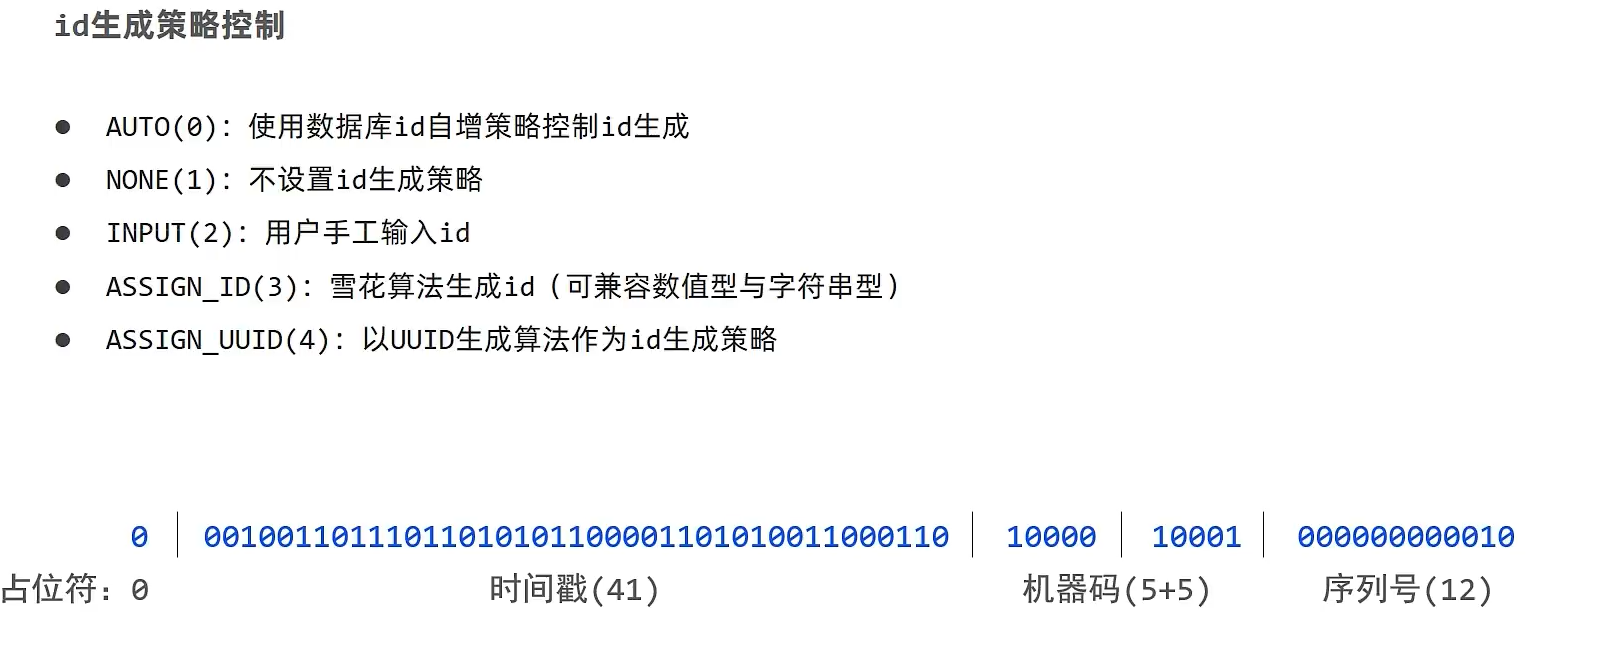 id生成策略控制
● AUTO(0)：使用数据库id自增策略控制id生成
● NONE(1)：不设置id生成策略
● INPUT(2)：用户手工输入id
● ASSIGN_ID(3)：雪花算法生成id（可兼容数值型与字符串型）
● ASSIGN_UUID(4)：以UUID生成算法作为id生成策略
0 | 00100110111011010101100001101010011000110 | 10000 | 10001 | 000000000010
占位符：0 时间戳(41) 机器码(5+5) 序列号(12)